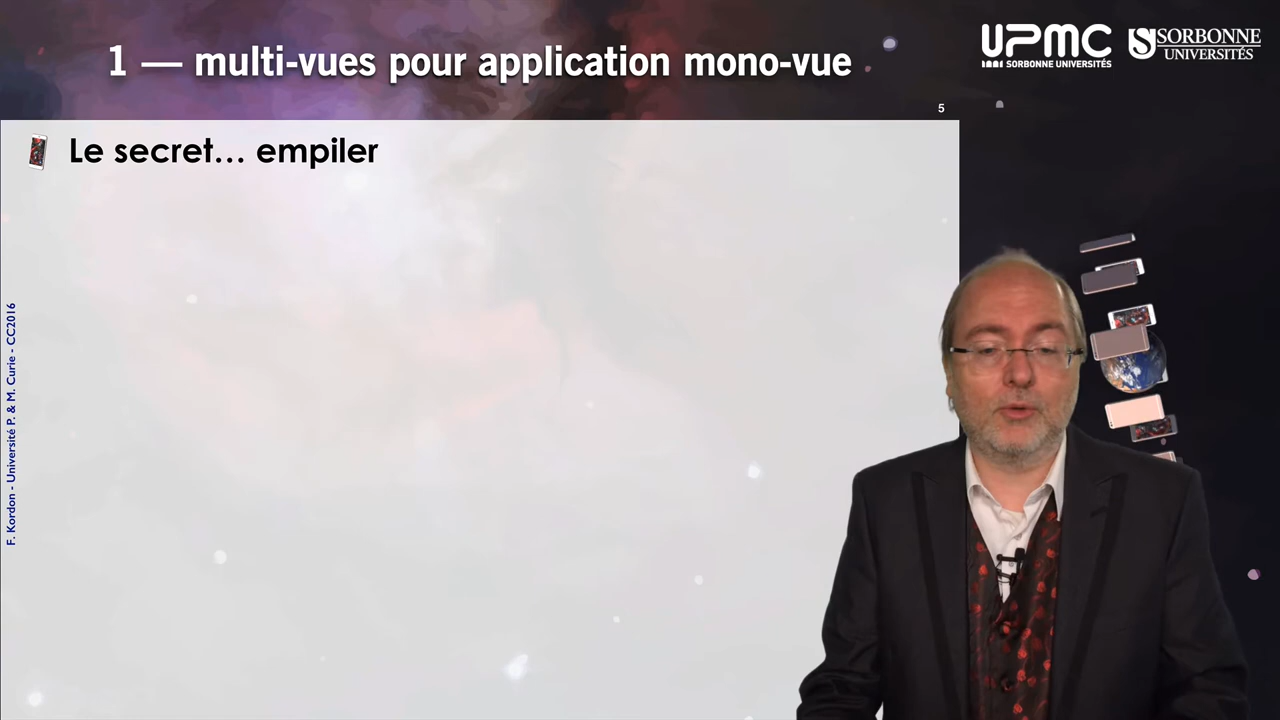 1 — multi-vues pour application mono-vue
UPMC
SORBONNE UNIVERSITÉS
SORBONNE
UNIVERSITÉS
5
Le secret... empiler
F. Kordon - Université P. & M. Curie - CC2016